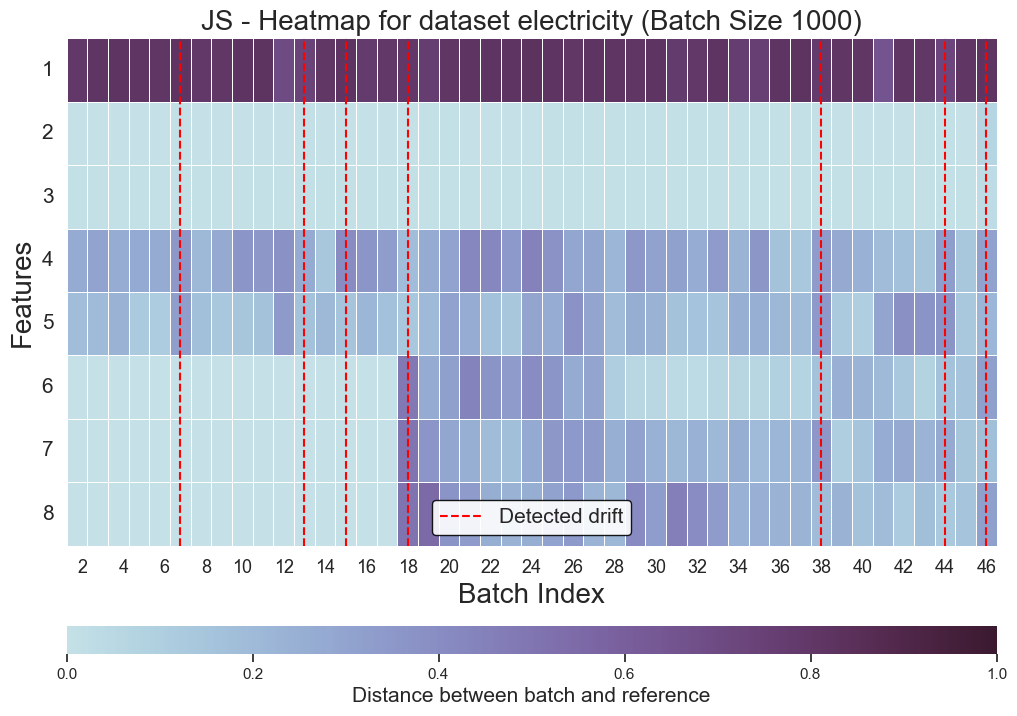 JS - Heatmap for dataset electricity (Batch Size 1000)
1
2
3
4
5
6
7
8
Features
Detected drift
2 4 6 8 10 12 14 16 18 20 22 24 26 28 30 32 34 36 38 40 42 44 46
Batch Index
0.0 0.2 0.4 0.6 0.8 1.0
Distance between batch and reference